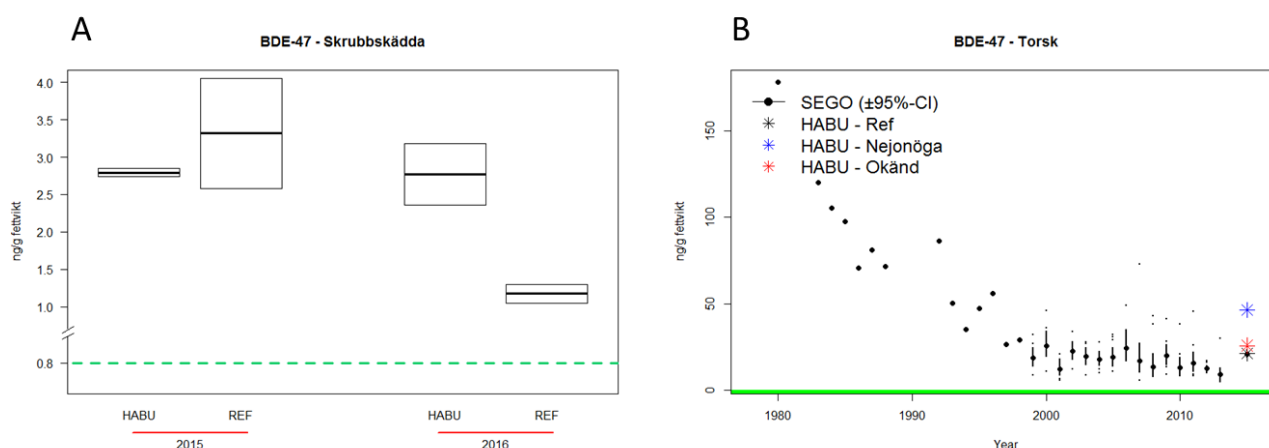 A
BDE-47 - Skrubbskädda
ng/g fettvikt
4.0
3.5
3.0
2.5
2.0
1.5
1.0
0.8
HABU REF HABU REF
2015 2016
B
BDE-47 - Torsk
SEGO (±95%-CI)
HABU - Ref
HABU - Nejonöga
HABU - Okänd
ng/g fettvikt
150
100
50
0
1980 1990 2000 2010
Year